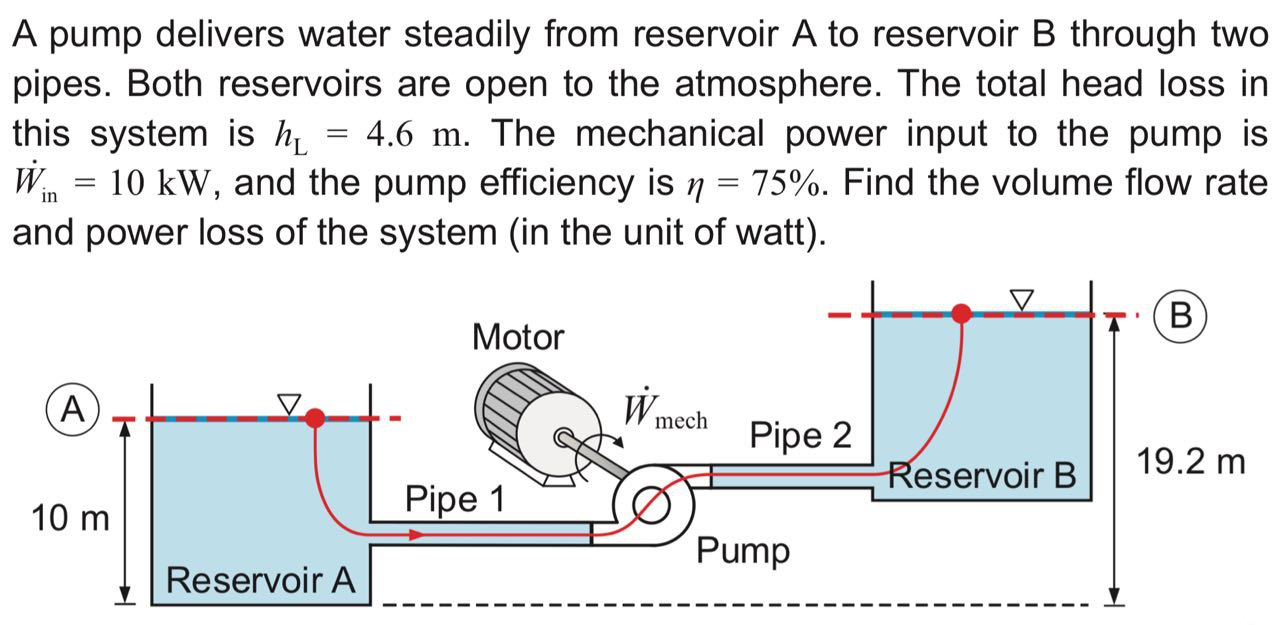 A pump delivers water steadily from reservoir A to reservoir B through two
pipes. Both reservoirs are open to the atmosphere. The total head loss in
this system is h_L = 4.6 m. The mechanical power input to the pump is
Ẇ_in = 10 kW, and the pump efficiency is η = 75%. Find the volume flow rate
and power loss of the system (in the unit of watt).
B
Motor
A
Ẇ_mech
Pipe 2
19.2 m
Reservoir B
Pipe 1
10 m
Pump
Reservoir A